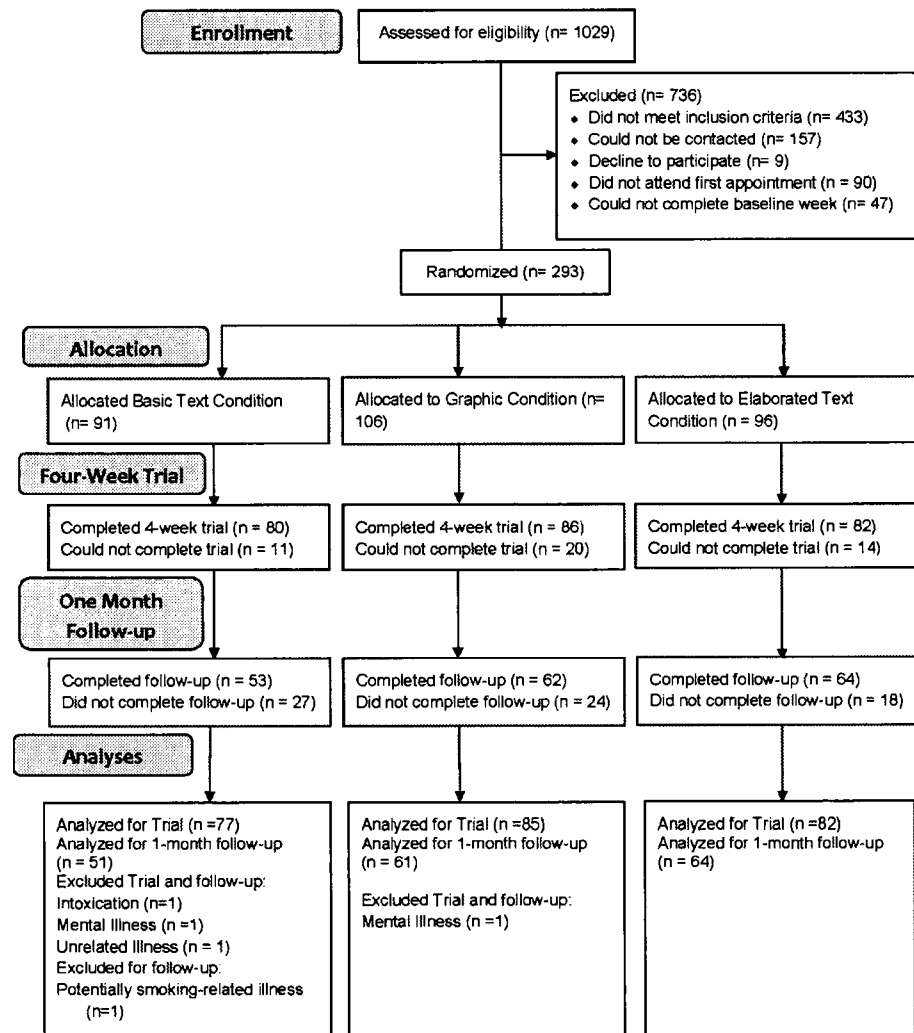 Enrollment
Assessed for eligibility (n= 1029)
Excluded (n= 736)
♦ Did not meet inclusion criteria (n= 433)
♦ Could not be contacted (n= 157)
♦ Decline to participate (n= 9)
♦ Did not attend first appointment (n = 90)
♦ Could not complete baseline week (n= 47)
Randomized (n= 293)
Allocation
Allocated Basic Text Condition
(n= 91)
Allocated to Graphic Condition (n=
106)
Allocated to Elaborated Text
Condition (n = 96)
Four-Week Trial
Completed 4-week trial (n = 80)
Could not complete trial (n = 11)
Completed 4-week trial (n = 86)
Could not complete trial (n = 20)
Completed 4-week trial (n = 82)
Could not complete trial (n = 14)
One Month
Follow-up
Completed follow-up (n = 53)
Did not complete follow-up (n = 27)
Completed follow-up (n = 62)
Did not complete follow-up (n = 24)
Completed follow-up (n = 64)
Did not complete follow-up (n = 18)
Analyses
Analyzed for Trial (n =77)
Analyzed for 1-month follow-up
(n = 51)
Excluded Trial and follow-up:
Intoxication (n=1)
Mental Illness (n =1)
Unrelated Illness (n = 1)
Excluded for follow-up:
Potentially smoking-related illness
(n=1)
Analyzed for Trial (n =85)
Analyzed for 1-month follow-up
(n = 61)
Excluded Trial and follow-up:
Mental Illness (n =1)
Analyzed for Trial (n =82)
Analyzed for 1-month follow-up
(n = 64)